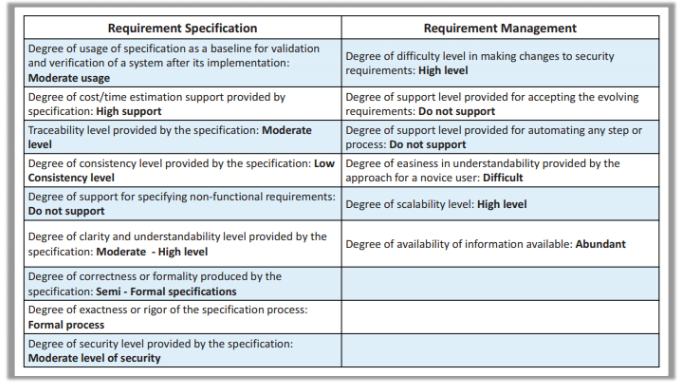 Requirement Specification
Requirement Management
Degree of usage of specification as a baseline for validation
and verification of a system after its implementation:
Moderate usage
Degree of difficulty level in making changes to security
requirements: High level
Degree of cost/time estimation support provided by
specification: High support
Degree of support level provided for accepting the evolving
requirements: Do not support
Traceability level provided by the specification: Moderate
level
Degree of support level provided for automating any step or
process: Do not support
Degree of consistency level provided by the specification: Low
Consistency level
Degree of easiness in understandability provided by the
approach for a novice user: Difficult
Degree of support for specifying non-functional requirements:
Do not support
Degree of scalability level: High level
Degree of clarity and understandability level provided by the
specification: Moderate - High level
Degree of availability of information available: Abundant
Degree of correctness or formality produced by the
specification: Semi - Formal specifications
Degree of exactness or rigor of the specification process:
Formal process
Degree of security level provided by the specification:
Moderate level of security